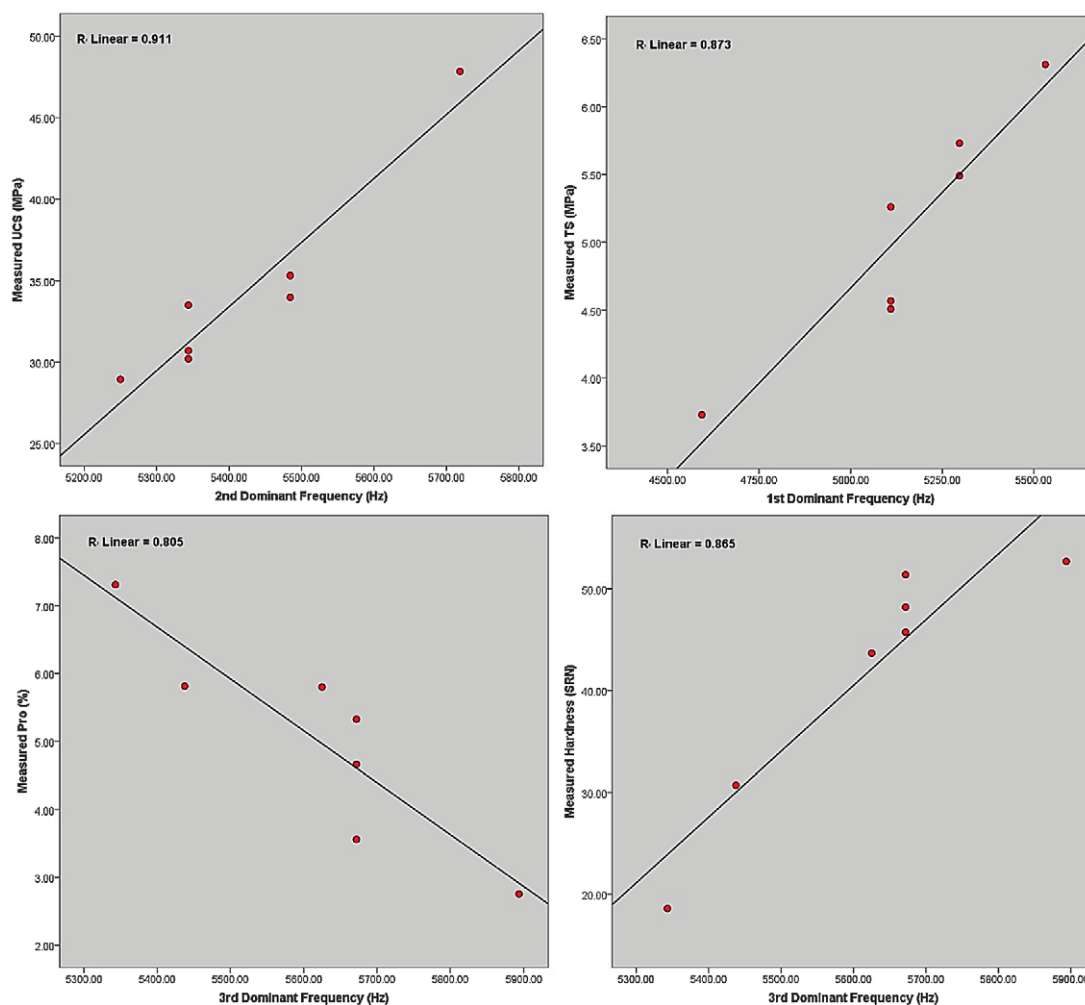 R. Linear = 0.911
50.00
45.00
40.00
35.00
30.00
25.00
Measured UCS (MPa)
5200.00 5300.00 5400.00 5500.00 5600.00 5700.00 5800.00
2nd Dominant Frequency (Hz)
R. Linear = 0.873
6.50
6.00
5.50
5.00
4.50
4.00
3.50
Measured TS (MPa)
4500.00 4750.00 5000.00 5250.00 5500.00
1st Dominant Frequency (Hz)
R. Linear = 0.805
8.00
7.00
6.00
5.00
4.00
3.00
2.00
Measured Pro (%)
5300.00 5400.00 5500.00 5600.00 5700.00 5800.00 5900.00
3rd Dominant Frequency (Hz)
R. Linear = 0.865
50.00
40.00
30.00
20.00
Measured Hardness (SRN)
5300.00 5400.00 5500.00 5600.00 5700.00 5800.00 5900.00
3rd Dominant Frequency (Hz)